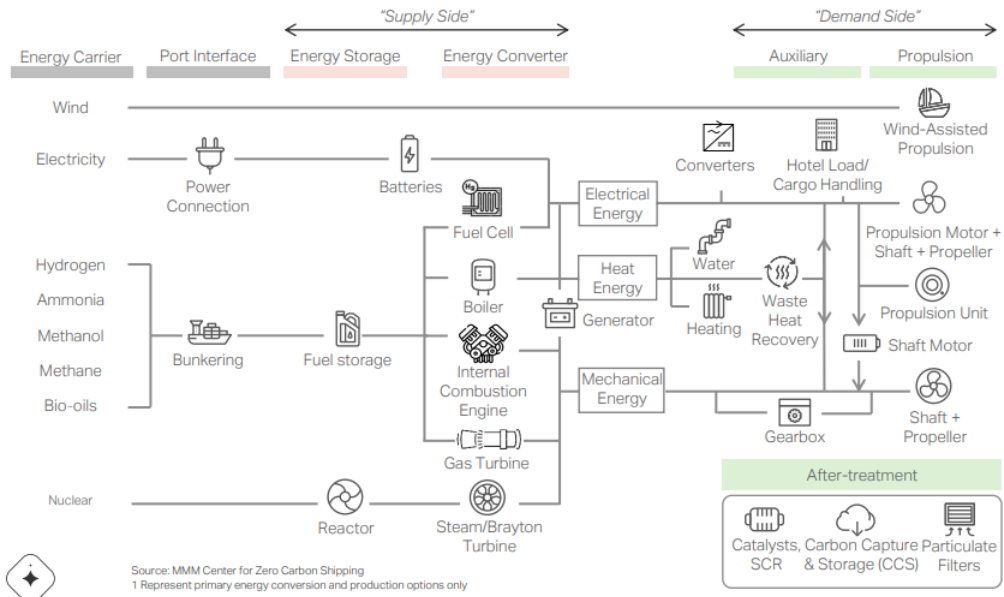 "Supply Side"
"Demand Side"
Energy Carrier
Port Interface
Energy Storage
Energy Converter
Auxiliary
Propulsion
Wind
Wind-Assisted
Propulsion
Electricity
Power
Connection
Batteries
Converters
Hotel Load/
Cargo Handling
H₂
Fuel Cell
Electrical
Energy
Propulsion Motor +
Shaft + Propeller
Hydrogen
Ammonia
Methanol
Methane
Bio-oils
Bunkering
Fuel storage
Boiler
Heat
Energy
Water
Heating
Waste
Heat
Recovery
Propulsion Unit
Generator
Shaft Motor
Internal
Combustion
Engine
Mechanical
Energy
Gearbox
Shaft +
Propeller
Gas Turbine
Nuclear
Reactor
Steam/Brayton
Turbine
After-treatment
Catalysts,
SCR
Carbon Capture
& Storage (CCS)
Particulate
Filters
Source: MMM Center for Zero Carbon Shipping
1 Represent primary energy conversion and production options only